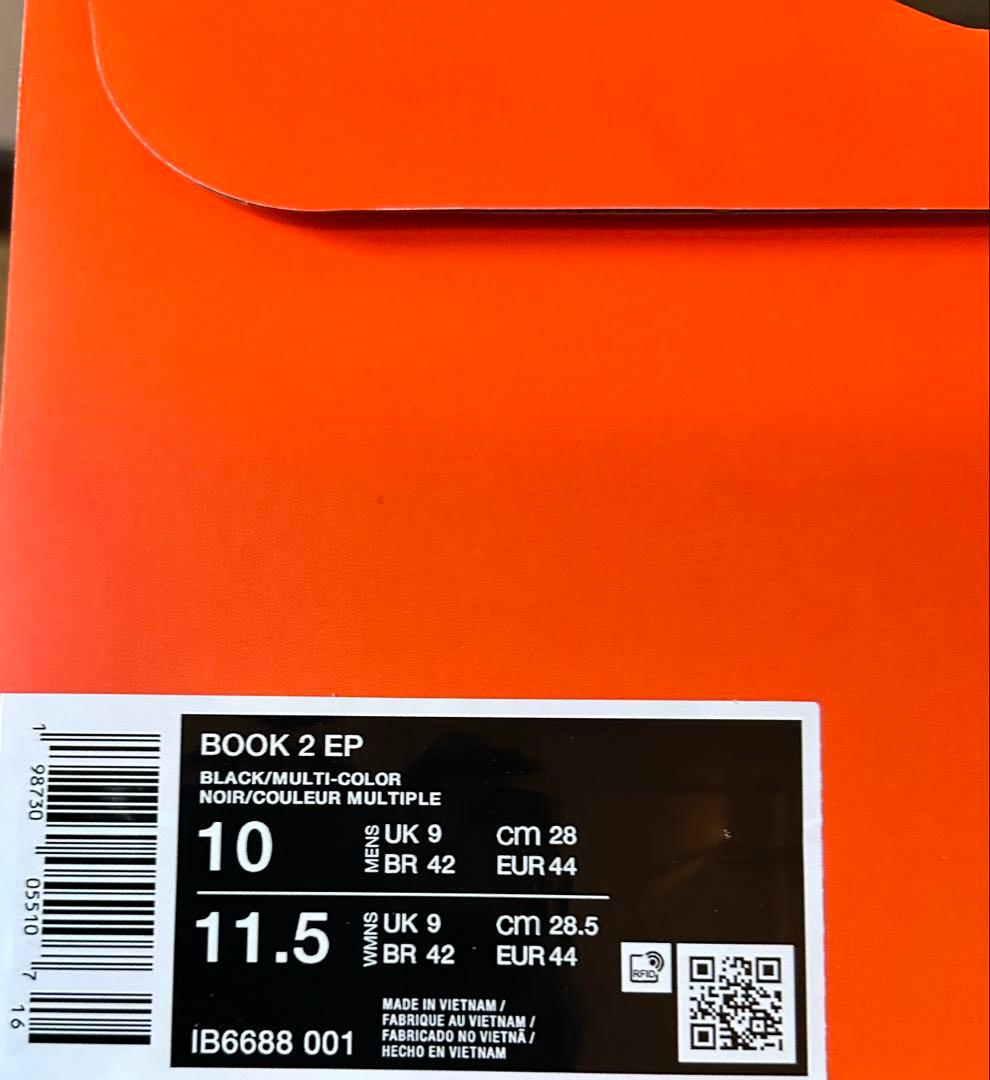 BOOK 2 EP
BLACK/MULTI-COLOR
NOIR/COULEUR MULTIPLE
10 MENS UK 9 cm 28
BR 42 EUR 44
11.5 WMNS UK 9 cm 28.5
BR 42 EUR 44
RFID
IB6688 001
MADE IN VIETNAM /
FABRIQUE AU VIETNAM /
FABRICADO NO VIETNÃ /
HECHO EN VIETNAM
1 98730 05510 7 16